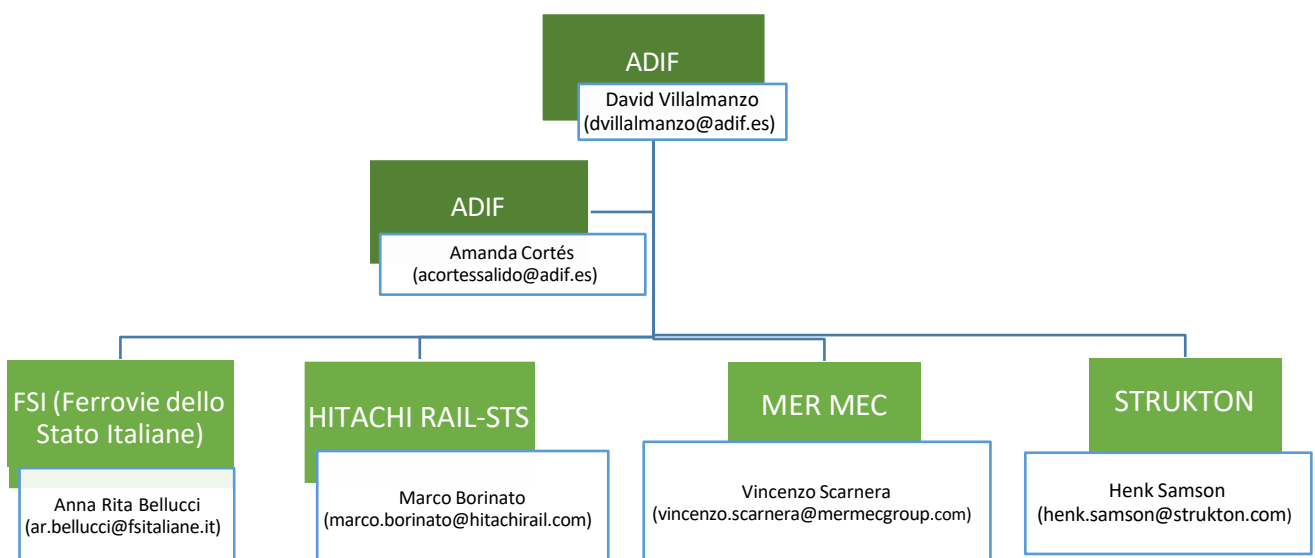 ADIF
David Villalmanzo
(dvillalmanzo@adif.es)
ADIF
Amanda Cortés
(acortessalido@adif.es)
FSI (Ferrovie dello
Stato Italiane)
Anna Rita Bellucci
(ar.bellucci@fsitaliane.it)
HITACHI RAIL-STS
Marco Borinato
(marco.borinato@hitachirail.com)
MER MEC
Vincenzo Scarnera
(vincenzo.scarnera@mermecgroup.com)
STRUKTON
Henk Samson
(henk.samson@strukton.com)